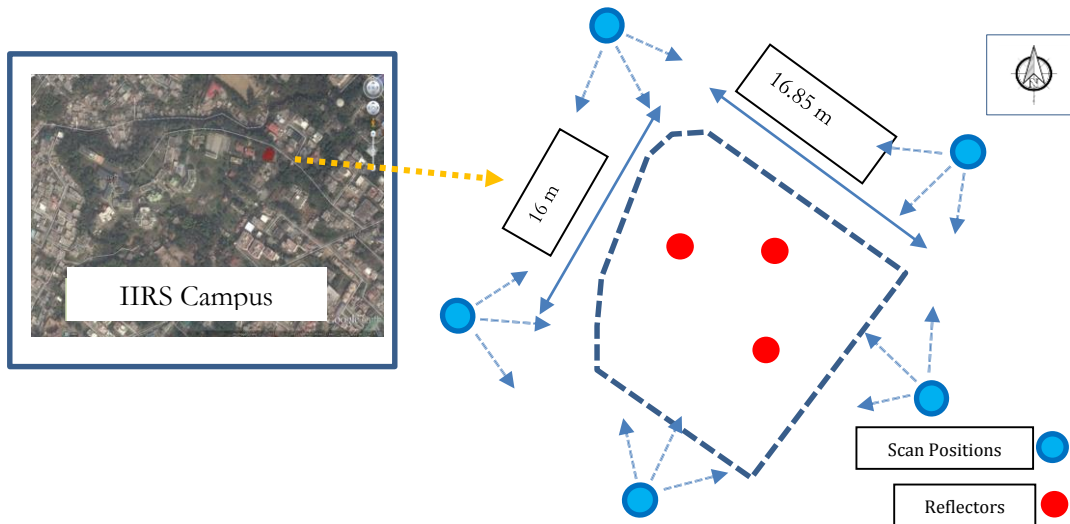 IIRS Campus
16 m
16.85 m
N
Scan Positions
Reflectors